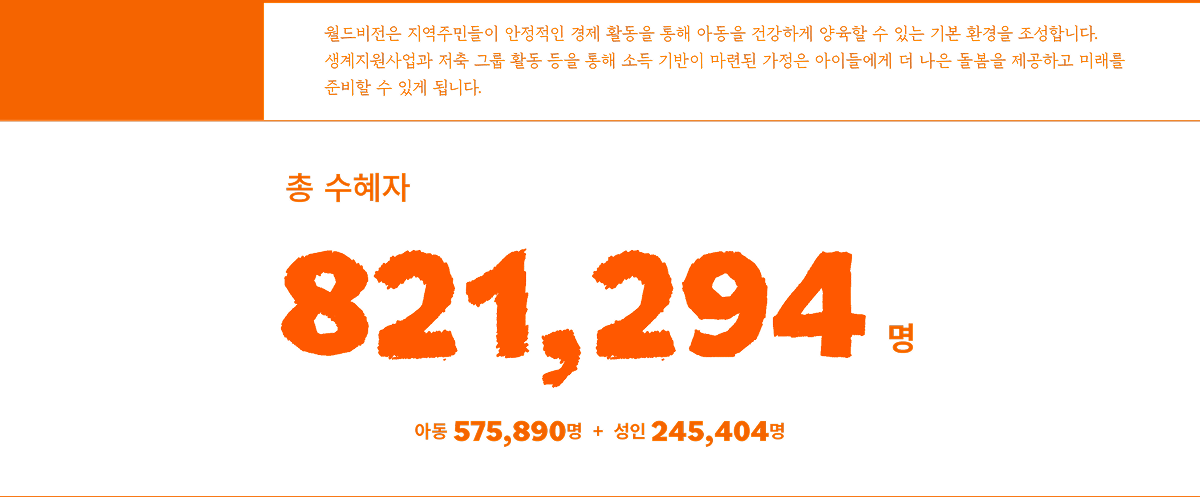 월드비전은 지역주민들이 안정적인 경제 활동을 통해 아동을 건강하게 양육할 수 있는 기본 환경을 조성합니다.
생계지원사업과 저축 그룹 활동 등을 통해 소득 기반이 마련된 가정은 아이들에게 더 나은 돌봄을 제공하고 미래를
준비할 수 있게 됩니다.
총 수혜자
821,294 명
아동 575,890명 + 성인 245,404명